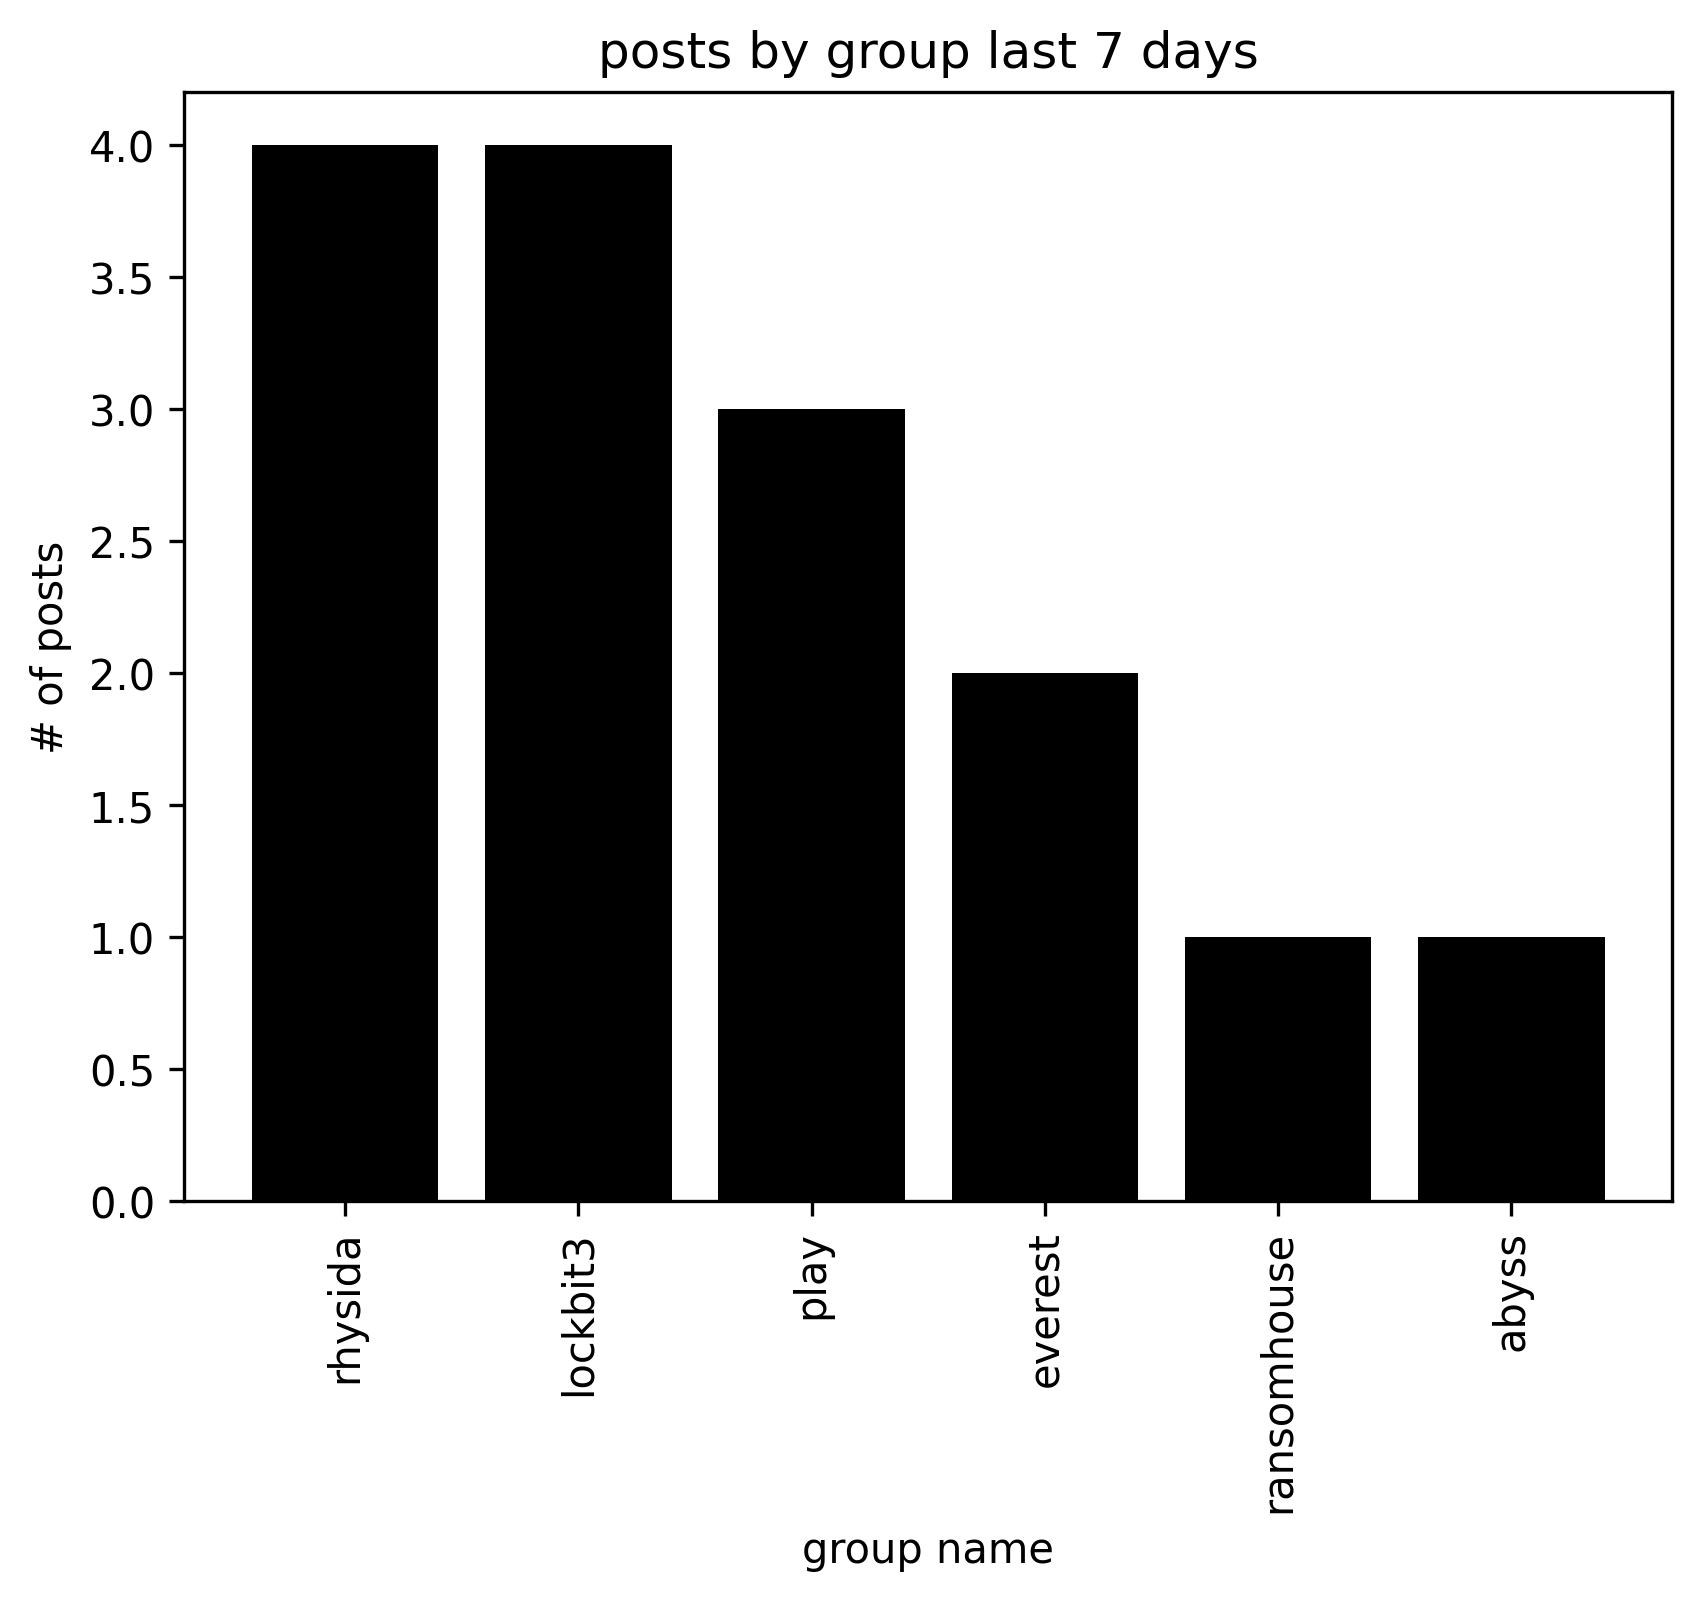 posts by group last 7 days
# of posts
4.0
3.5
3.0
2.5
2.0
1.5
1.0
0.5
0.0
rhysida
lockbit3
play
everest
ransomhouse
abyss
group name